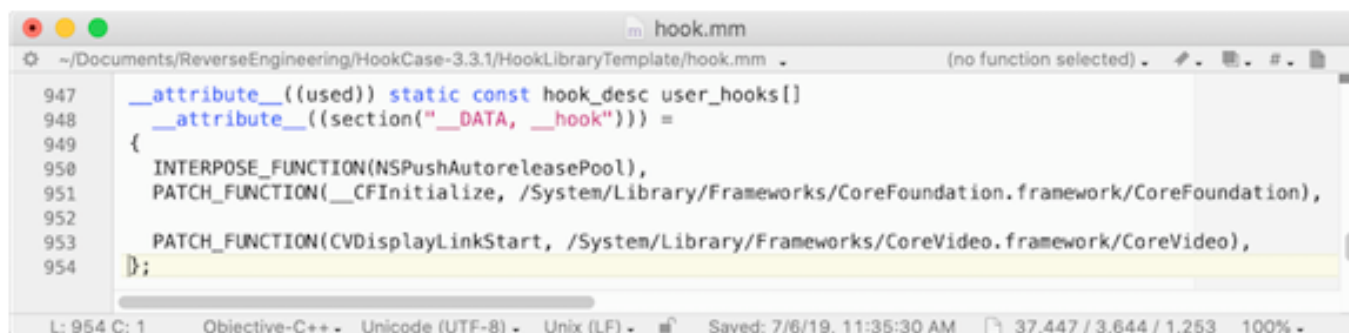 hook.mm
~/Documents/ReverseEngineering/HookCase-3.3.1/HookLibraryTemplate/hook.mm (no function selected) #
947 __attribute__((used)) static const hook_desc user_hooks[]
948 __attribute__((section("__DATA, __hook"))) =
949 {
950 INTERPOSE_FUNCTION(NSPushAutoreleasePool),
951 PATCH_FUNCTION(__CFInitialize, /System/Library/Frameworks/CoreFoundation.framework/CoreFoundation),
952
953 PATCH_FUNCTION(CVDisplayLinkStart, /System/Library/Frameworks/CoreVideo.framework/CoreVideo),
954 };
L: 954 C: 1 Objective-C++ Unicode (UTF-8) Unix (LF) Saved: 7/6/19, 11:35:30 AM 37,447 / 3,644 / 1,253 100%